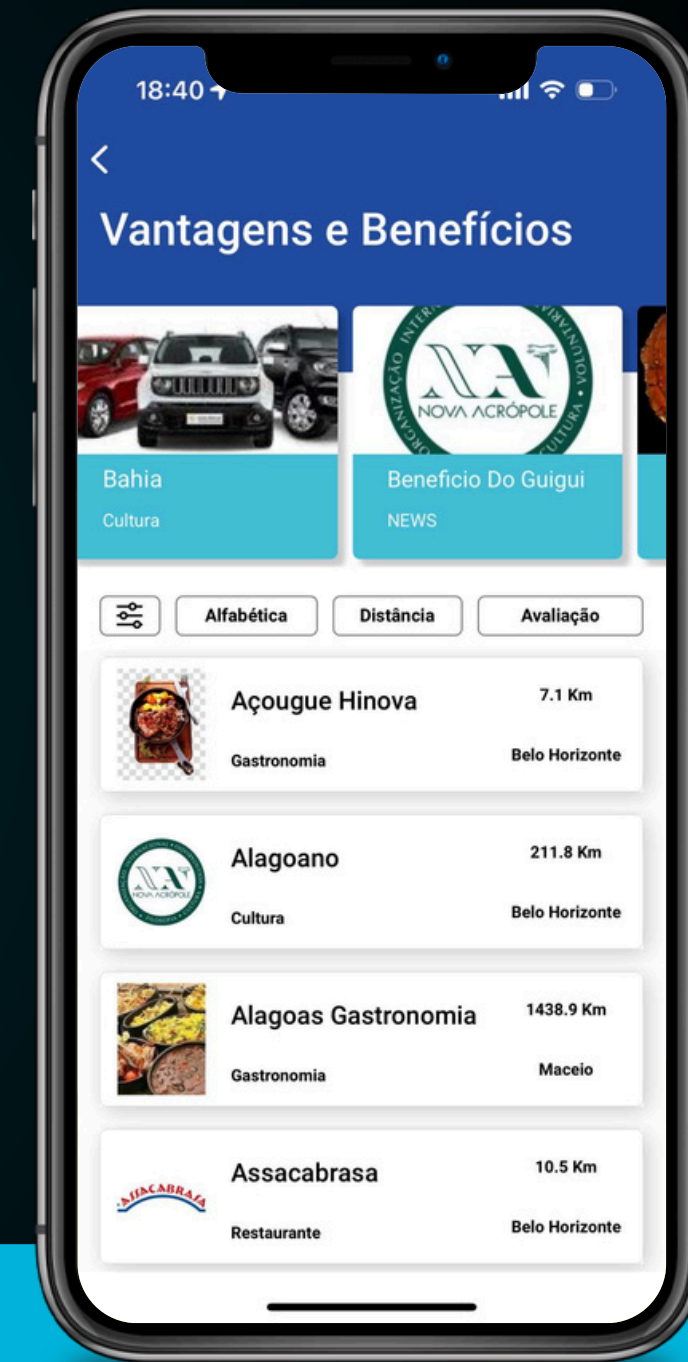 18:40
Vantagens e Benefícios
NOVA ACRÓPOLE
Bahia
Cultura
Beneficio Do Guigui
NEWS
Alfabética
Distância
Avaliação
Açougue Hinova
7.1 Km
Gastronomia
Belo Horizonte
Alagoano
211.8 Km
Cultura
Belo Horizonte
Alagoas Gastronomia
1438.9 Km
Gastronomia
Maceio
Assacabrasa
10.5 Km
ASSACABRASA
Restaurante
Belo Horizonte